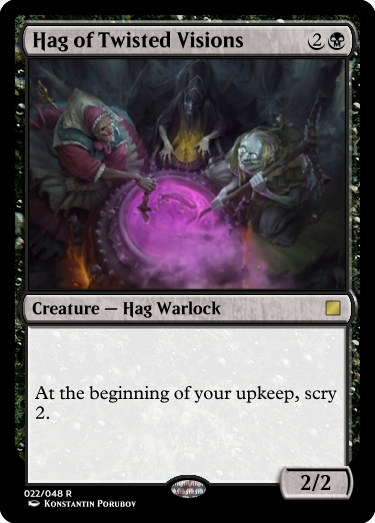 Hag of Twisted Visions 2
Creature — Hag Warlock
At the beginning of your upkeep, scry
2.
2/2
022/048 R
Konstantin Porubov